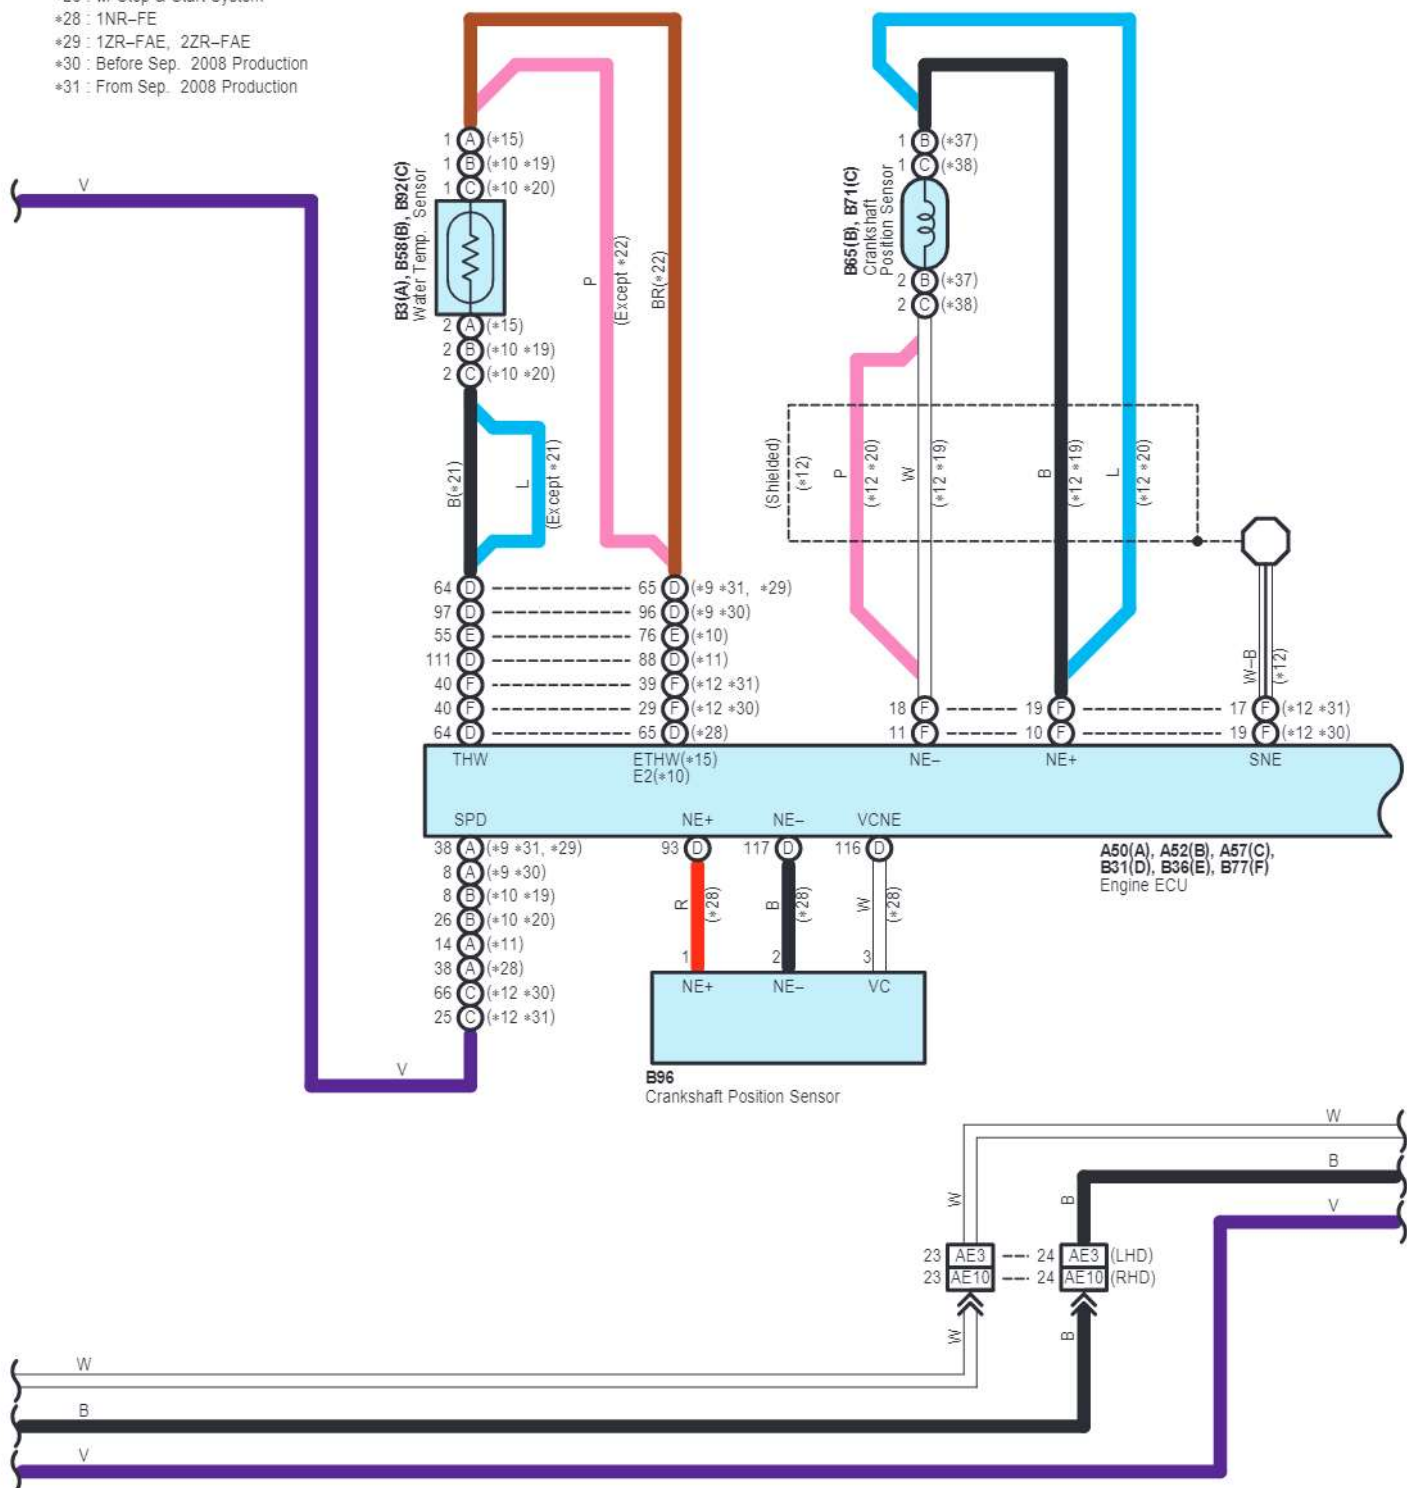 *28 : 1NR–FE
*29 : 1ZR–FAE, 2ZR–FAE
*30 : Before Sep. 2008 Production
*31 : From Sep. 2008 Production
V
1 A (*15)
1 B (*10 *19)
1 C (*10 *20)
B3(A), B58(B), B92(C)
Water Temp. Sensor
2 A (*15)
2 B (*10 *19)
2 C (*10 *20)
P
(Except *22)
BR(*22)
B(*21)
L
(Except *21)
1 B (*37)
1 C (*38)
B65(B), B71(C)
Crankshaft
Position Sensor
2 B (*37)
2 C (*38)
(Shielded)
(*12)
P
(*12 *20)
W
(*12 *19)
B
(*12 *19)
L
(*12 *20)
W–B
(*12)
64 D 65 D (*9 *31, *29)
97 D 96 D (*9 *30)
55 E 76 E (*10)
111 D 88 D (*11)
40 F 39 F (*12 *31)
40 F 29 F (*12 *30)
64 D 65 D (*28)
18 F 19 F 17 F (*12 *31)
11 F 10 F 19 F (*12 *30)
THW
ETHW(*15)
E2(*10)
NE–
NE+
SNE
SPD
NE+
NE–
VCNE
38 A (*9 *31, *29)
8 A (*9 *30)
8 B (*10 *19)
26 B (*10 *20)
14 A (*11)
38 A (*28)
66 C (*12 *30)
25 C (*12 *31)
93 D
117 D
116 D
A50(A), A52(B), A57(C),
B31(D), B36(E), B77(F)
Engine ECU
R
(*28)
B
(*28)
W
(*28)
1
2
3
NE+
NE–
VC
B96
Crankshaft Position Sensor
V
W
B
V
W
B
23 AE3 24 AE3 (LHD)
23 AE10 24 AE10 (RHD)
W
B
W
B
V